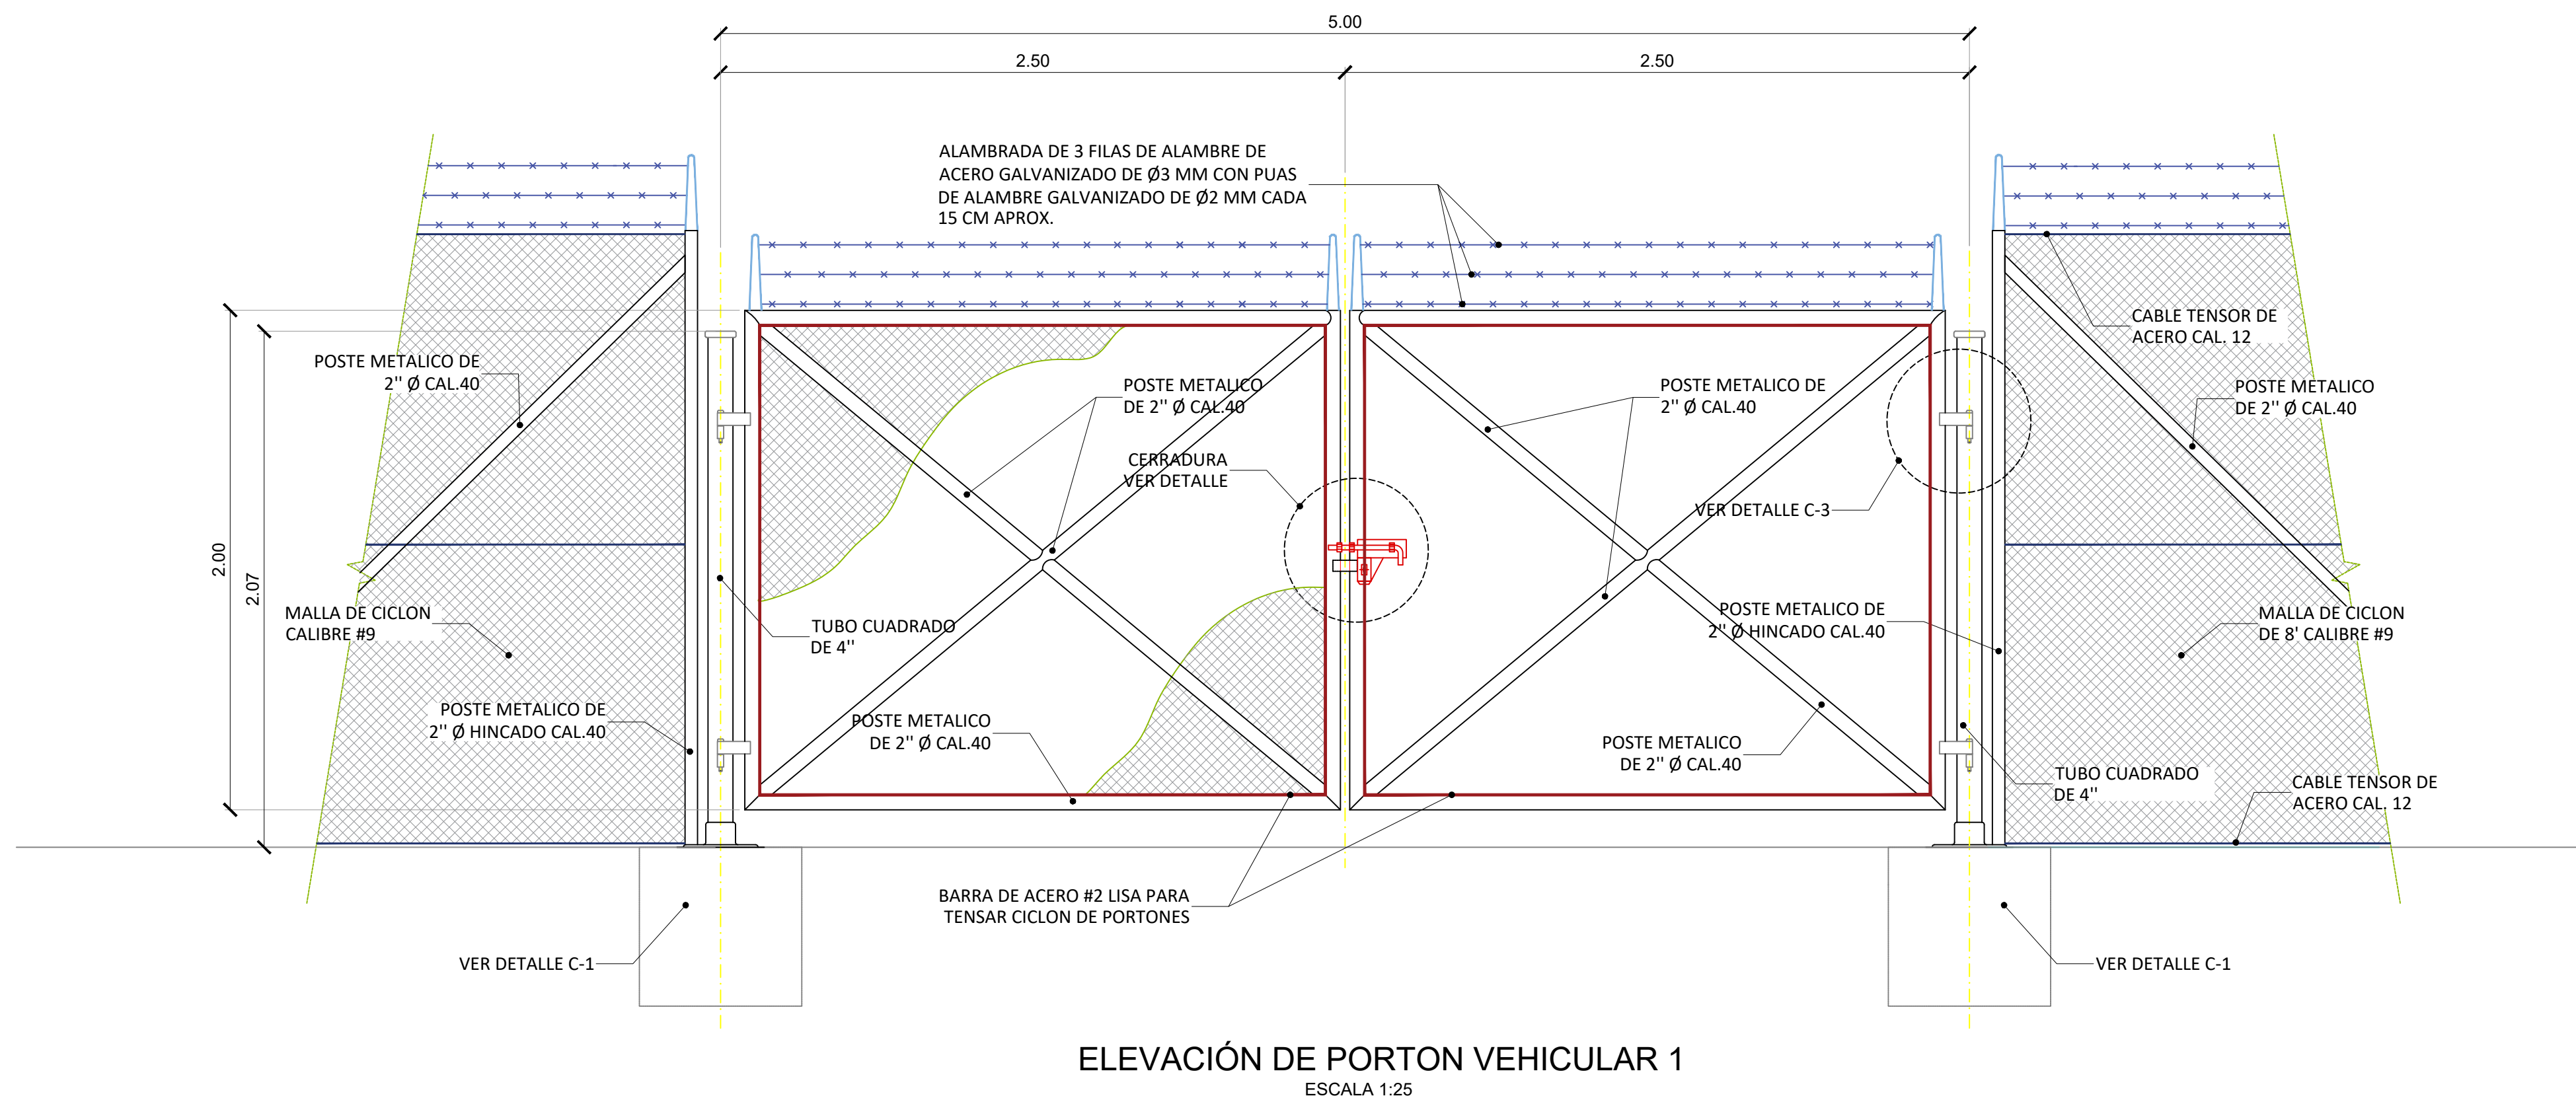 5.00
2.50
2.50
ALAMBRADA DE 3 FILAS DE ALAMBRE DE
ACERO GALVANIZADO DE Ø3 MM CON PUAS
DE ALAMBRE GALVANIZADO DE Ø2 MM CADA
15 CM APROX.
CABLE TENSOR DE
ACERO CAL. 12
POSTE METALICO DE
2'' Ø CAL.40
POSTE METALICO
DE 2'' Ø CAL.40
POSTE METALICO DE
2'' Ø CAL.40
POSTE METALICO
DE 2'' Ø CAL.40
CERRADURA
VER DETALLE
VER DETALLE C-3
2.00
2.07
MALLA DE CICLON
CALIBRE #9
TUBO CUADRADO
DE 4''
POSTE METALICO DE
2'' Ø HINCADO CAL.40
MALLA DE CICLON
DE 8' CALIBRE #9
POSTE METALICO DE
2'' Ø HINCADO CAL.40
POSTE METALICO
DE 2'' Ø CAL.40
POSTE METALICO
DE 2'' Ø CAL.40
TUBO CUADRADO
DE 4''
CABLE TENSOR DE
ACERO CAL. 12
BARRA DE ACERO #2 LISA PARA
TENSAR CICLON DE PORTONES
VER DETALLE C-1
VER DETALLE C-1
ELEVACIÓN DE PORTON VEHICULAR 1
ESCALA 1:25